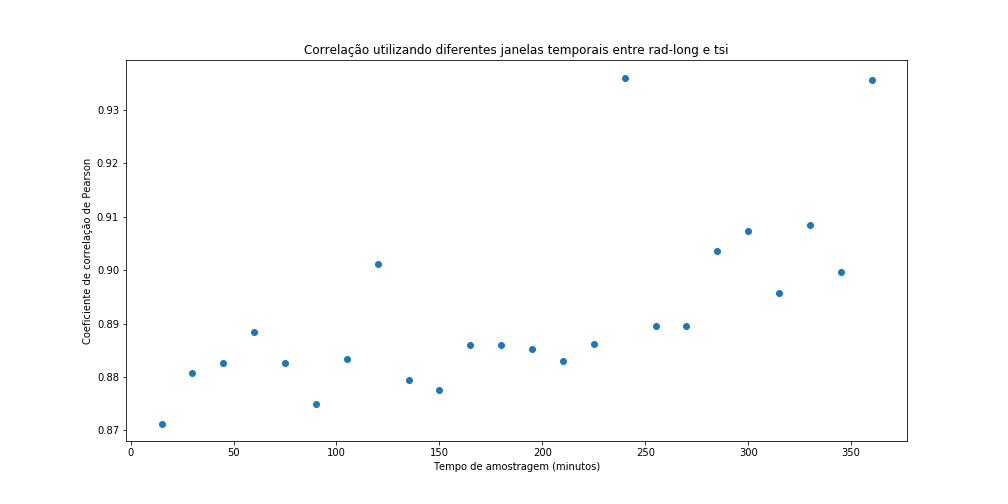 Correlação utilizando diferentes janelas temporais entre rad-long e tsi
Coeficiente de correlação de Pearson
0.93
0.92
0.91
0.90
0.89
0.88
0.87
0 50 100 150 200 250 300 350
Tempo de amostragem (minutos)